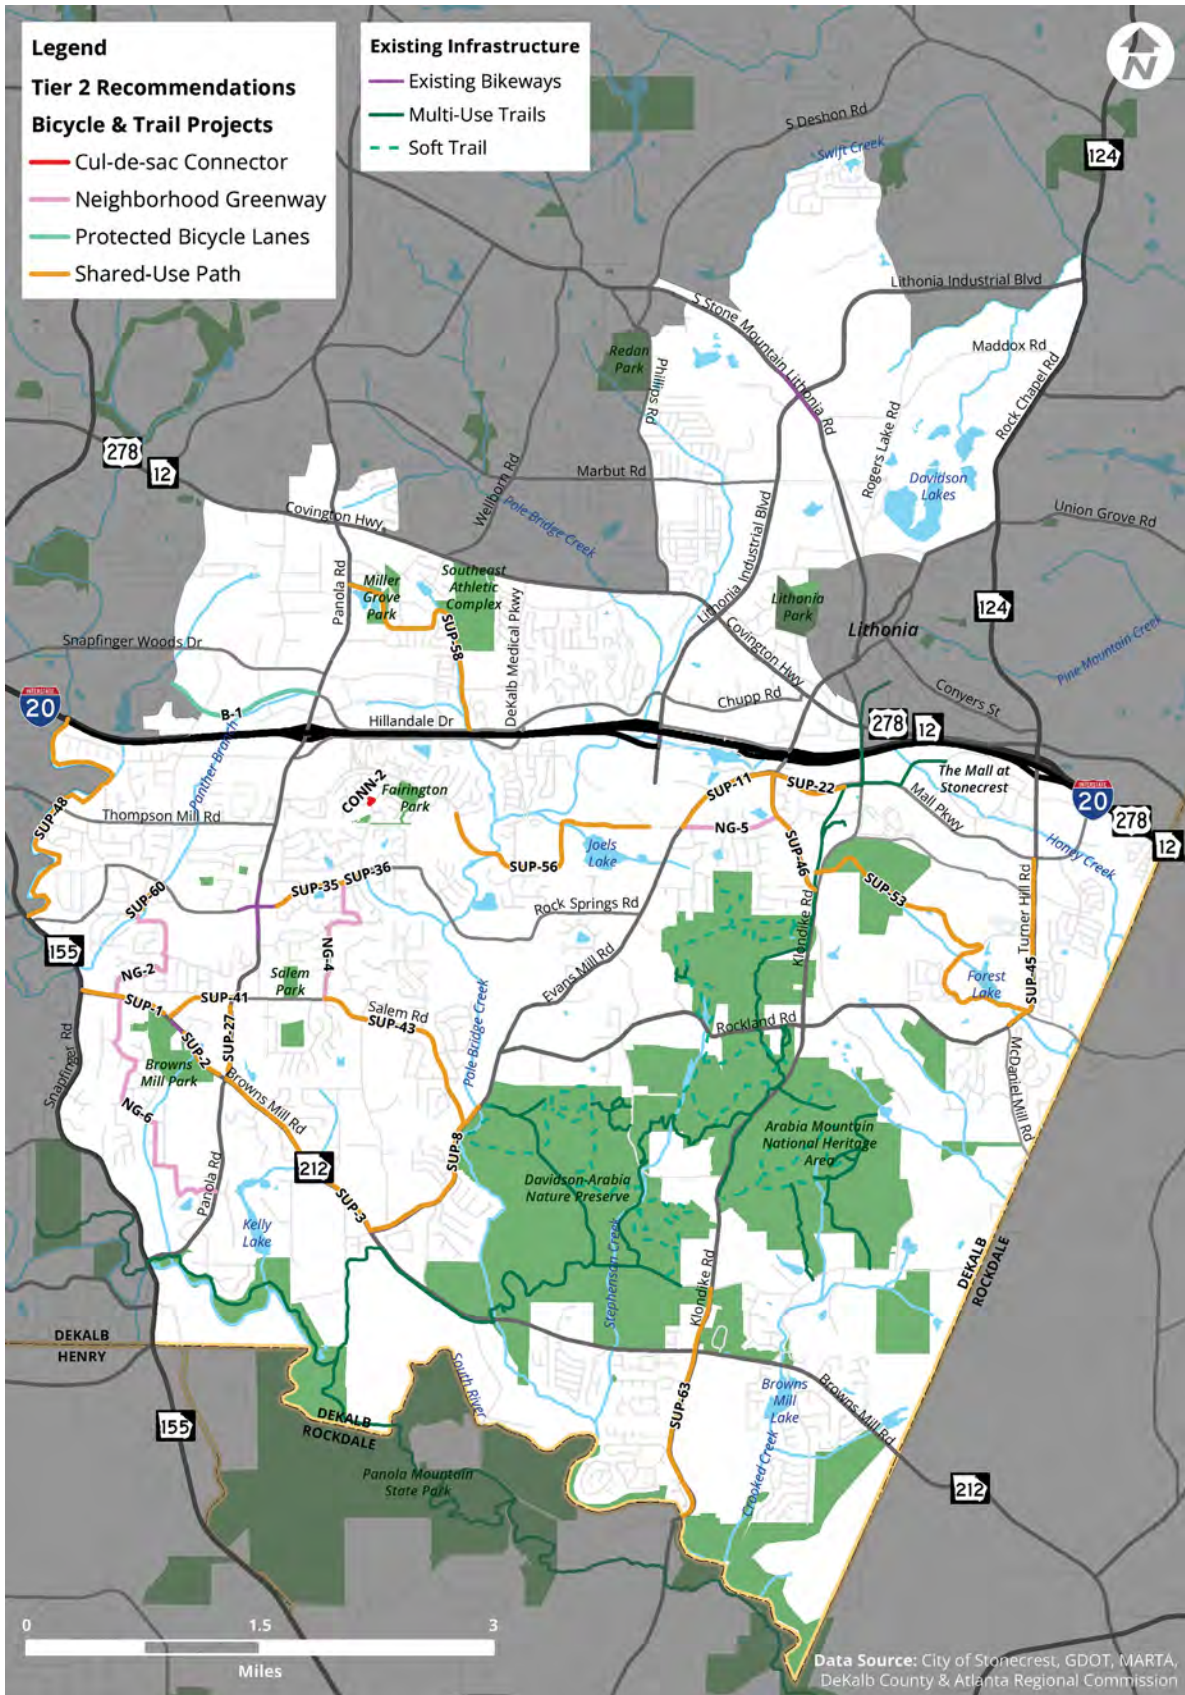 Legend
Tier 2 Recommendations
Bicycle & Trail Projects
Cul-de-sac Connector
Neighborhood Greenway
Protected Bicycle Lanes
Shared-Use Path
Existing Infrastructure
Existing Bikeways
Multi-Use Trails
Soft Trail
N
S Deshon Rd
Swift Creek
124
Lithonia Industrial Blvd
S Stone Mountain Lithonia Rd
Maddox Rd
Redan
Park
Phillips Rd
Rock Chapel Rd
Rogers Lake Rd
278
12
Wellborn Rd
Marbut Rd
Davidson
Lakes
Covington Hwy
Pole Bridge Creek
Lithonia Industrial Blvd
Union Grove Rd
Panola Rd
Miller
Grove
Park
Southeast
Athletic
Complex
SUP-58
DeKalb Medical Pkwy
Lithonia
Park
124
Lithonia
Covington Hwy
Snapfinger Woods Dr
Pine Mountain Creek
INTERSTATE
20
B-1
Hillandale Dr
Chupp Rd
Conyers St
278
12
Panther Branch
CONN-2
Fairington
Park
SUP-11
SUP-22
The Mall at
Stonecrest
Mall Pkwy
INTERSTATE
20
278
12
SUP-48
Thompson Mill Rd
NG-5
Honey Creek
Joels
Lake
SUP-56
SUP-46
SUP-53
SUP-60
SUP-35
SUP-36
Rock Springs Rd
Klondike Rd
Turner Hill Rd
155
NG-2
NG-4
Salem
Park
Evans Mill Rd
Forest
Lake
SUP-45
SUP-1
SUP-41
Salem Rd
SUP-43
Pole Bridge Creek
Rockland Rd
Snapfinger Rd
SUP-2
SUP-27
Browns
Mill Park
Browns Mill Rd
McDaniel Mill Rd
NG-6
SUP-8
Arabia Mountain
National Heritage
Area
212
Panola Rd
SUP-3
Davidson-Arabia
Nature Preserve
Kelly
Lake
Stephenson Creek
Klondike Rd
DEKALB
ROCKDALE
DEKALB
HENRY
South River
Browns
Mill
Lake
Browns Mill Rd
SUP-63
155
DEKALB
ROCKDALE
Panola Mountain
State Park
Crooked Creek
212
0
1.5
3
Miles
Data Source: City of Stonecrest, GDOT, MARTA,
DeKalb County & Atlanta Regional Commission